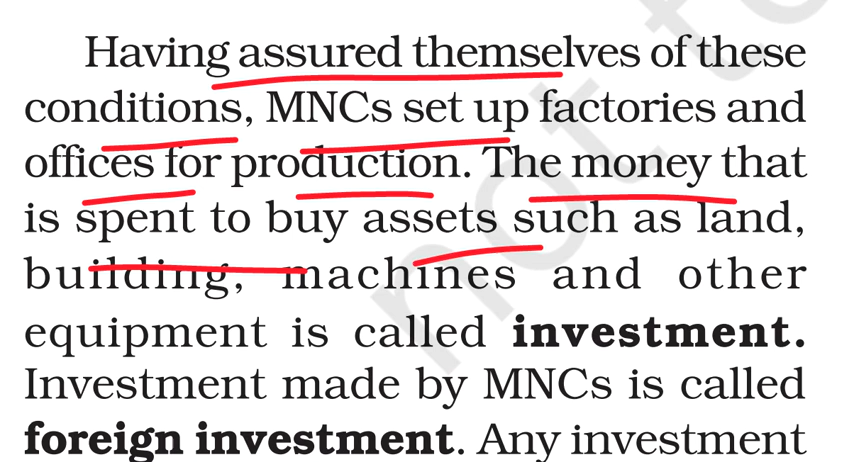 Having assured themselves of these
conditions, MNCs set up factories and
offices for production. The money that
is spent to buy assets such as land,
building, machines and other
equipment is called investment.
Investment made by MNCs is called
foreign investment. Any investment
not to